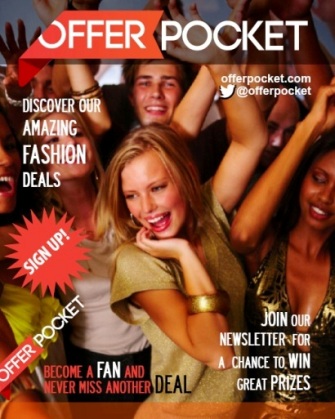 OFFER POCKET
offerpocket.com
@offerpocket
DISCOVER OUR
AMAZING
FASHION
DEALS
SIGN UP!
OFFER POCKET
JOIN OUR
NEWSLETTER FOR
A CHANCE TO WIN
GREAT PRIZES
BECOME A FAN AND
NEVER MISS ANOTHER DEAL